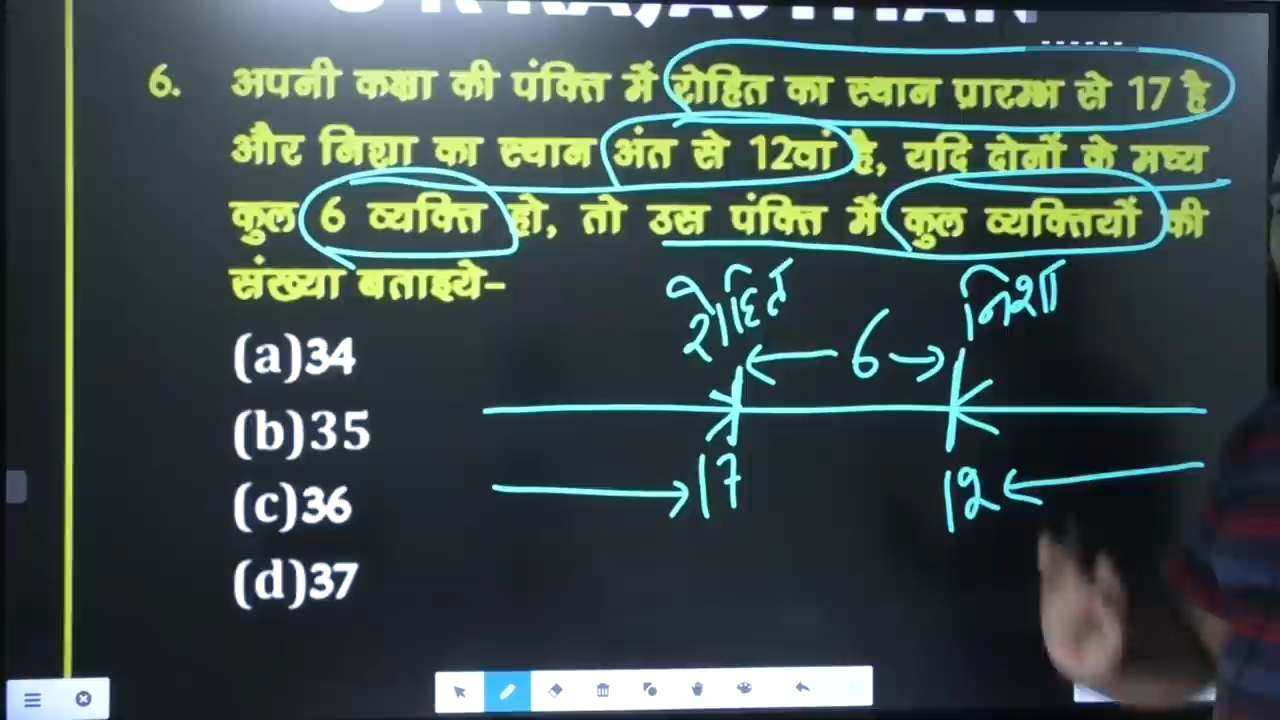 6. अपनी कक्षा की पंक्ति में रोहित का स्थान प्रारम्भ से 17 है
और निशा का स्थान अंत से 12वां है, यदि दोनों के मध्य
कुल 6 व्यक्ति हो, तो उस पंक्ति में कुल व्यक्तियों की
संख्या बताइये-
रोहित
निशा
6
(a)34
(b)35
17
12
(c)36
(d)37